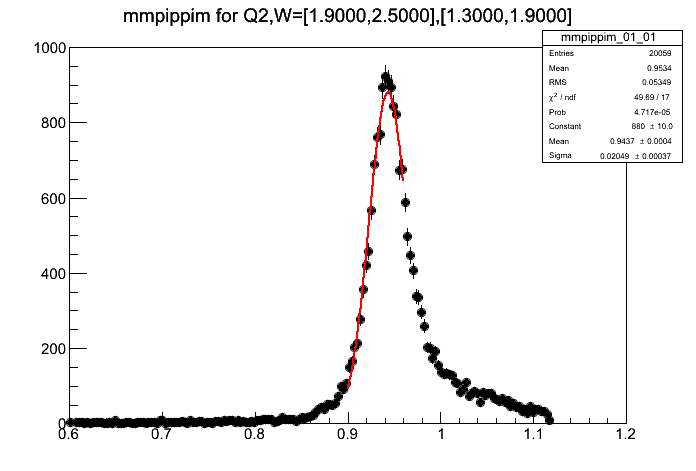 mmpippim for Q2,W=[1.9000,2.5000],[1.3000,1.9000]
mmpippim_01_01
Entries 20059
Mean 0.9534
RMS 0.05349
χ² / ndf 49.69 / 17
Prob 4.717e-05
Constant 880 ± 10.0
Mean 0.9437 ± 0.0004
Sigma 0.02049 ± 0.00037
1000
800
600
400
200
0
0.6 0.7 0.8 0.9 1 1.1 1.2